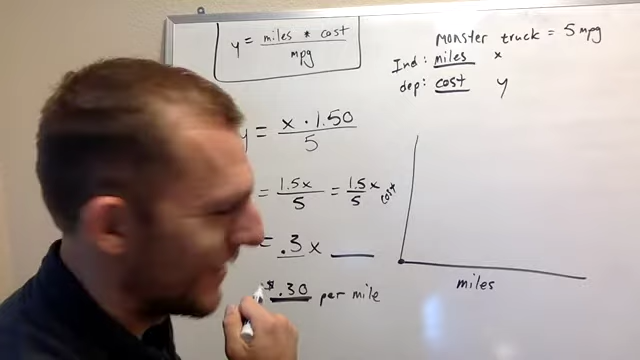 y = miles * cost / mpg
Monster truck = 5 mpg
Ind: miles x
dep: cost y
y = x · 1.50 / 5
= 1.5x / 5 = 1.5 / 5 x
= .3 x
$.30 per mile
cost
miles